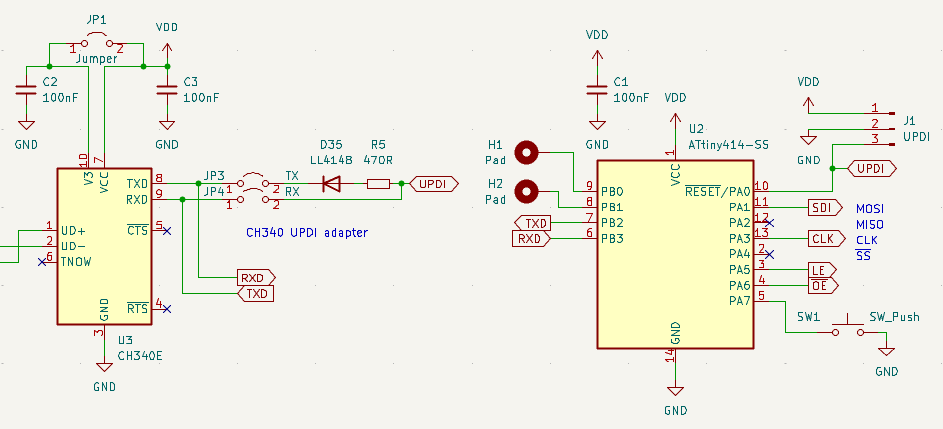 JP1
1 2
Jumper
VDD
C2
100nF
GND
C3
100nF
GND
10 7
V3 VCC
TXD 8
RXD 9
1 UD+
2 UD-
6 TNOW
CTS 5
RTS 4
GND
3
U3
CH340E
GND
JP3 1 2 TX
JP4 1 2 RX
D35
LL4148
R5
470R
UPDI
CH340 UPDI adapter
RXD
TXD
VDD
C1
100nF
GND
VDD
U2
ATtiny414-SS
1
VCC
H1
Pad
H2
Pad
9 PB0
8 PB1
TXD 7 PB2
RXD 6 PB3
RESET/PA0 10
PA1 11 SDI MOSI
PA2 12 MISO
PA3 13 CLK CLK
PA4 2 SS
PA5 3 LE
PA6 4 OE
PA7 5
GND
14
GND
VDD
GND
1
2
3
J1
UPDI
UPDI
SW1
SW_Push
GND